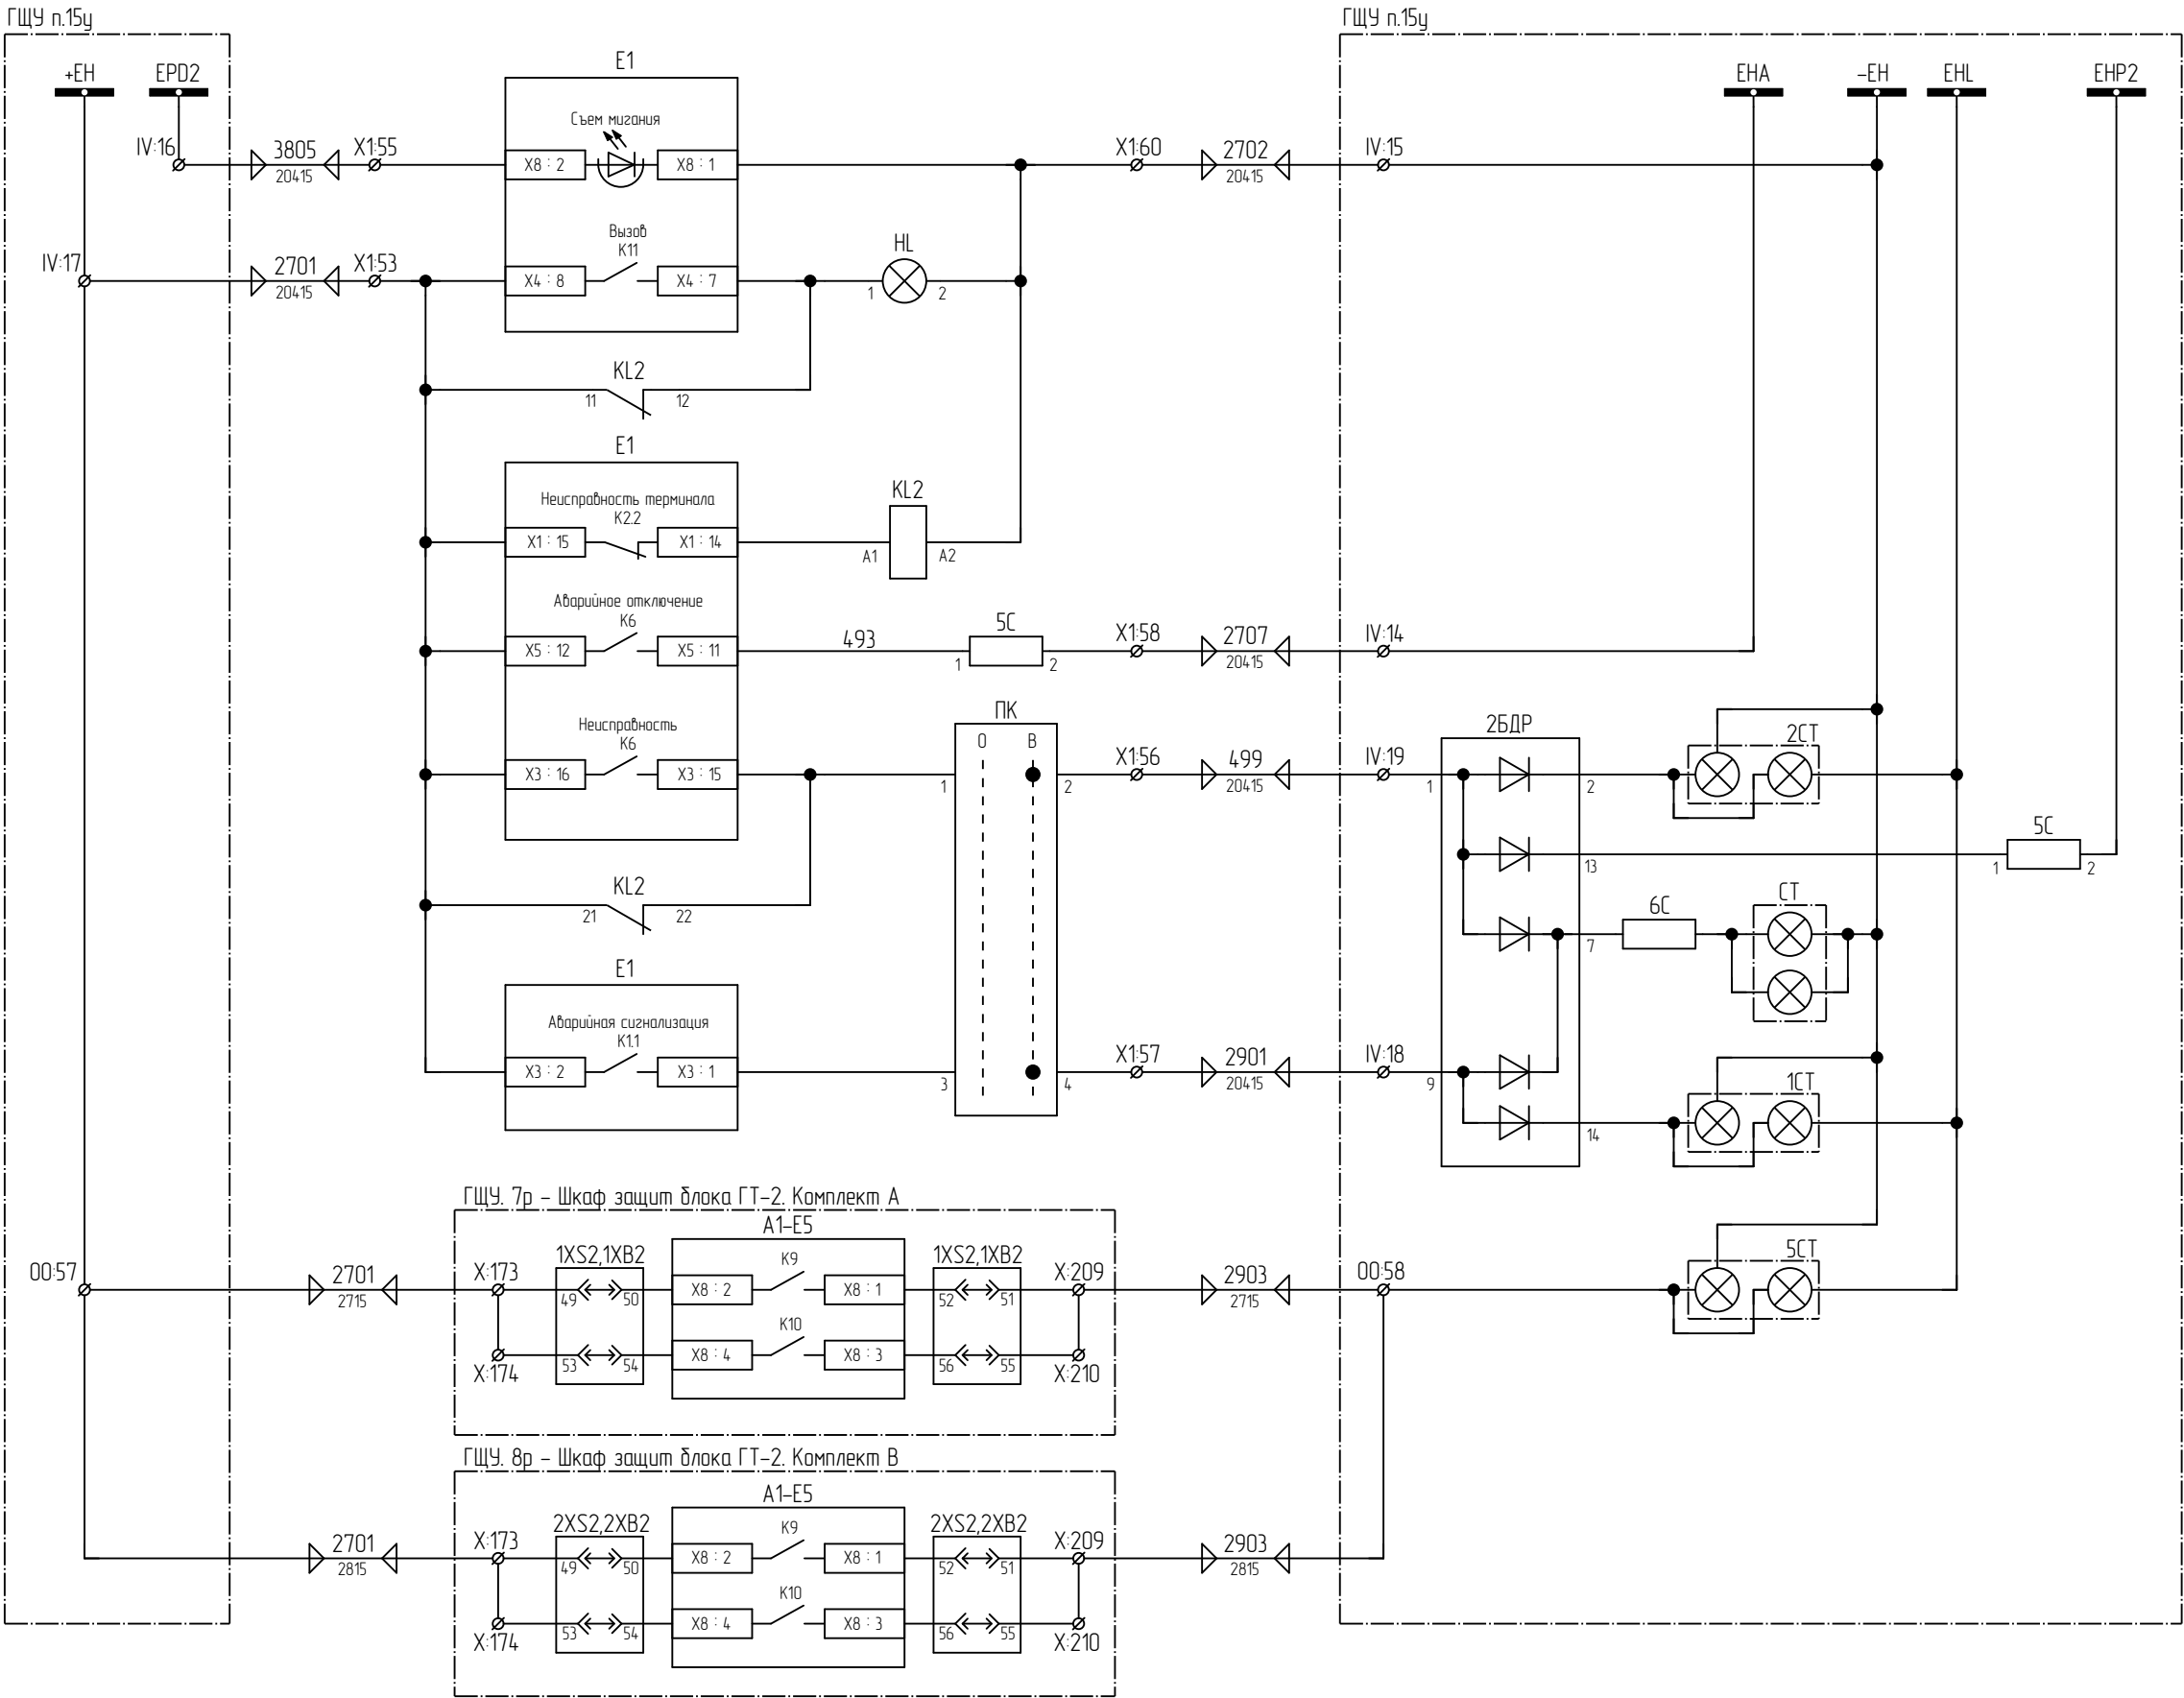 ГЩУ п.15у
ГЩУ п.15у
+EH
EPD2
E1
EHA
-EH
EHL
EHP2
Съем мигания
IV:16
3805
20415
X1:55
X8 : 2
X8 : 1
X1:60
2702
20415
IV:15
Вызов
K11
HL
IV:17
2701
20415
X1:53
X4 : 8
X4 : 7
1
2
KL2
11
12
E1
Неисправность терминала
K2.2
KL2
X1 : 15
X1 : 14
A1
A2
Аварийное отключение
K6
X5 : 12
X5 : 11
493
5C
1
2
X1:58
2707
20415
IV:14
Неисправность
K6
ПК
О
В
X3 : 16
X3 : 15
1
2
X1:56
499
20415
IV:19
2БДР
1
2
2СТ
13
5C
1
2
KL2
21
22
7
6C
СТ
E1
Аварийная сигнализация
K1.1
X3 : 2
X3 : 1
3
4
X1:57
2901
20415
IV:18
9
14
1СТ
ГЩУ. 7р - Шкаф защит блока ГТ-2. Комплект А
A1-E5
00:57
2701
2715
X:173
1XS2,1XB2
49
50
K9
X8 : 2
X8 : 1
1XS2,1XB2
52
51
X:209
2903
2715
00:58
5СТ
X:174
53
54
K10
X8 : 4
X8 : 3
56
55
X:210
ГЩУ. 8р - Шкаф защит блока ГТ-2. Комплект В
A1-E5
2701
2815
X:173
2XS2,2XB2
49
50
K9
X8 : 2
X8 : 1
2XS2,2XB2
52
51
X:209
2903
2815
X:174
53
54
K10
X8 : 4
X8 : 3
56
55
X:210